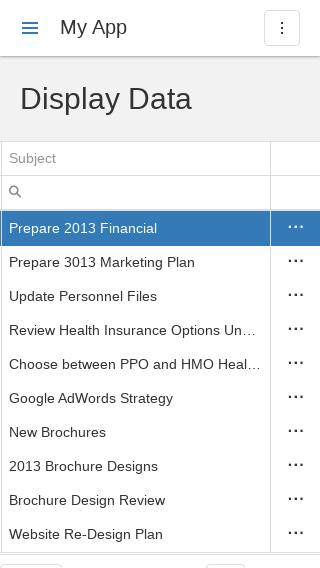 My App
Display Data
Subject
Prepare 2013 Financial
Prepare 3013 Marketing Plan
Update Personnel Files
Review Health Insurance Options Un…
Choose between PPO and HMO Heal…
Google AdWords Strategy
New Brochures
2013 Brochure Designs
Brochure Design Review
Website Re-Design Plan